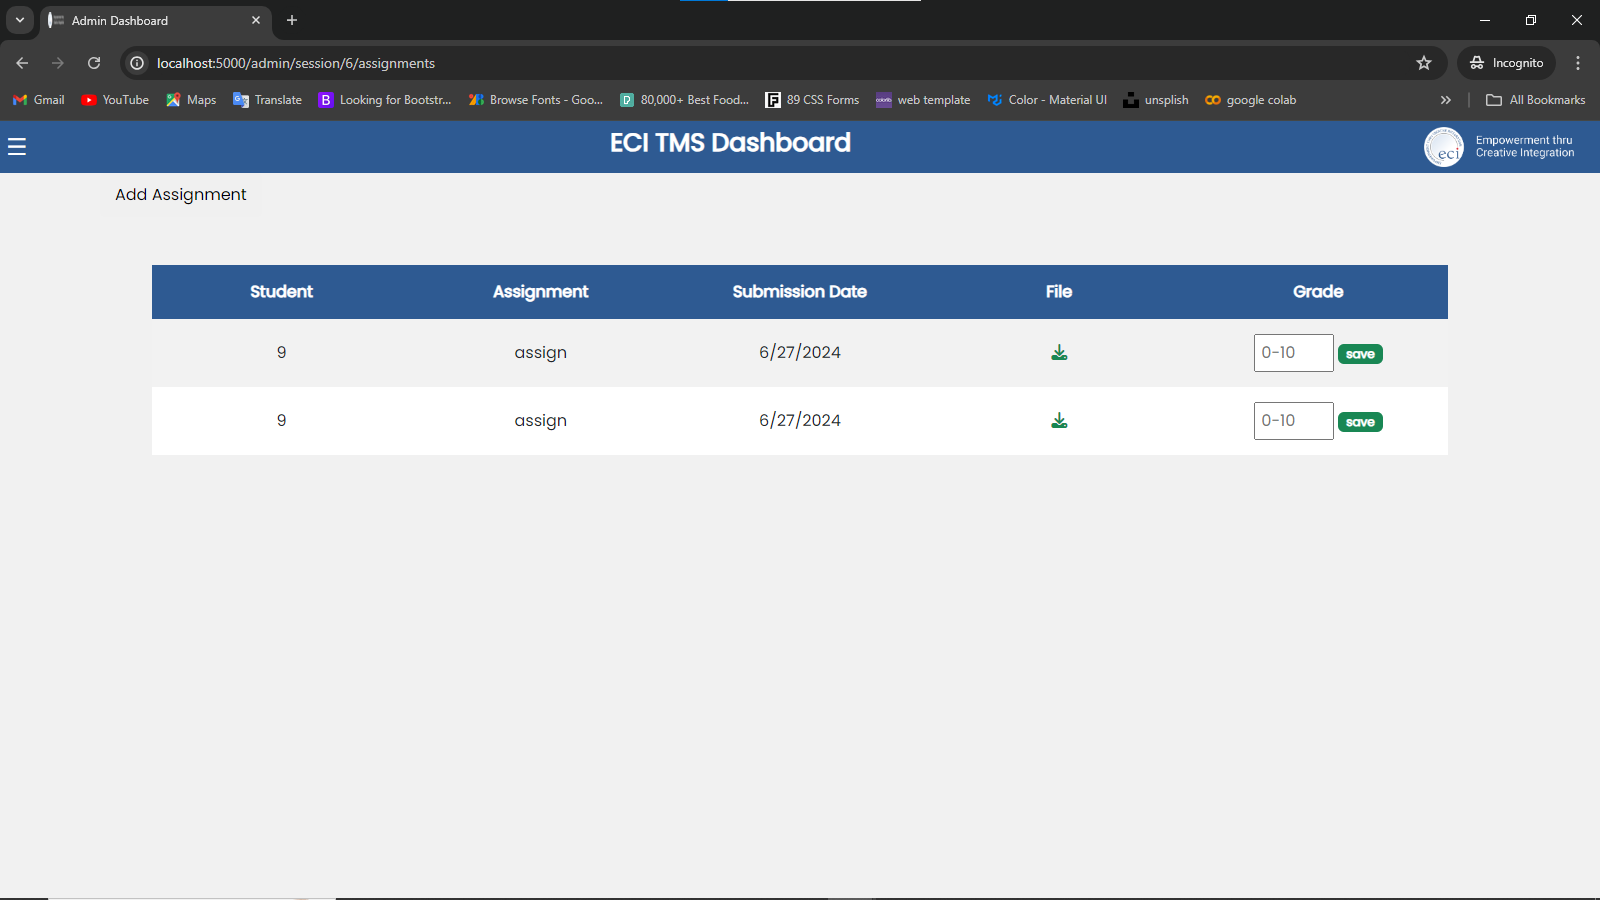 Admin Dashboard
localhost:5000/admin/session/6/assignments
Incognito
Gmail YouTube Maps Translate Looking for Bootstr... Browse Fonts - Goo... 80,000+ Best Food... 89 CSS Forms web template Color - Material UI unsplish google colab All Bookmarks
ECI TMS Dashboard
eci
Empowerment thru
Creative Integration
Add Assignment
Student Assignment Submission Date File Grade
9 assign 6/27/2024 0-10 save
9 assign 6/27/2024 0-10 save